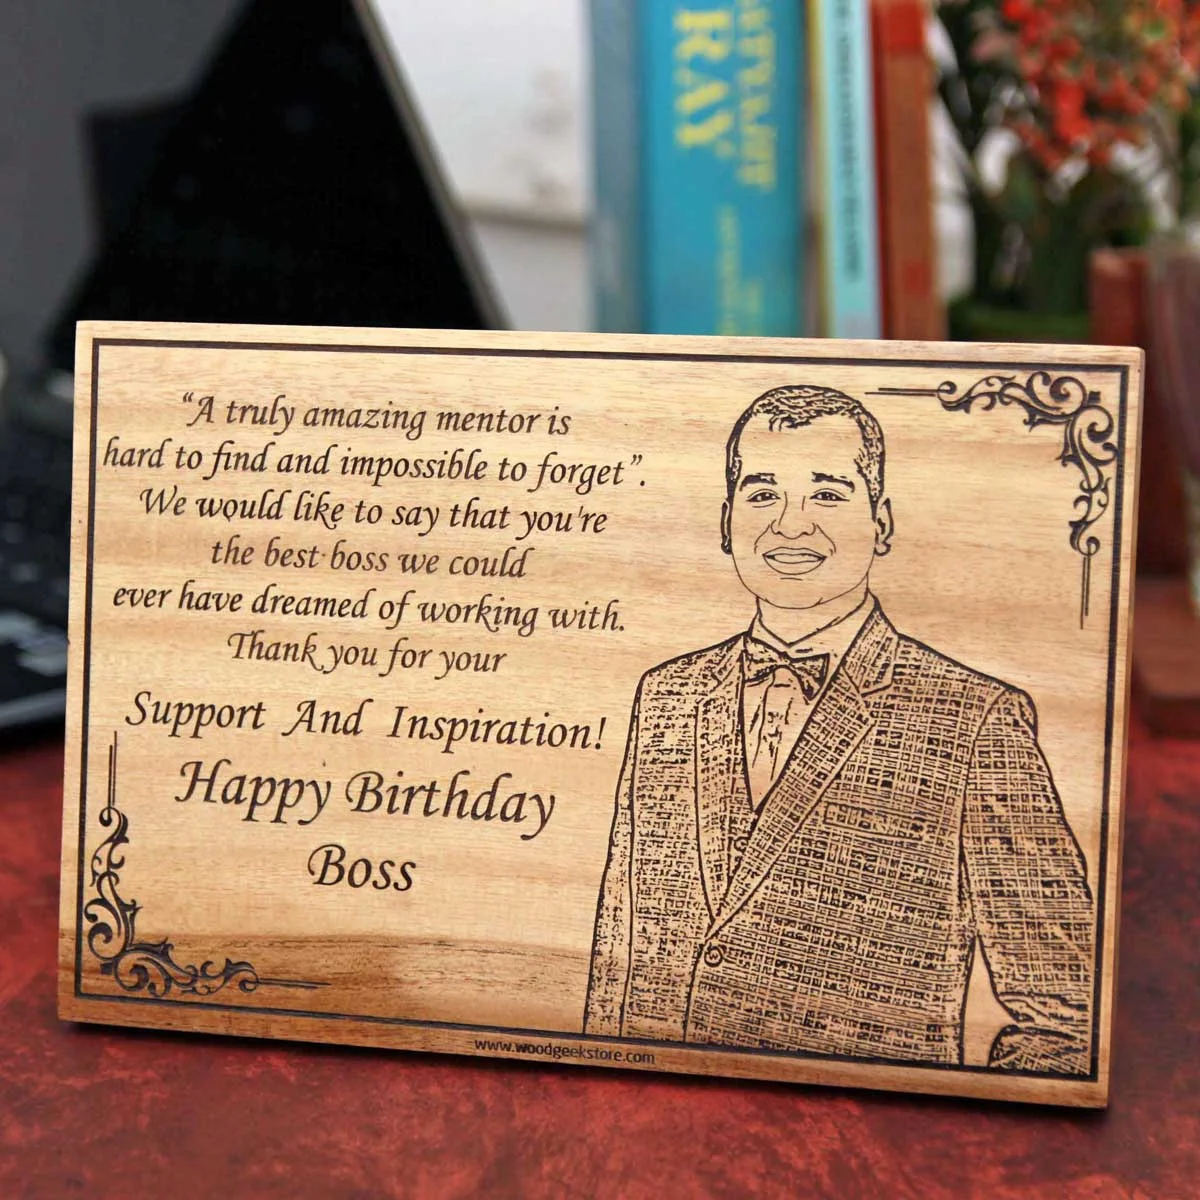 “A truly amazing mentor is
hard to find and impossible to forget”.
We would like to say that you're
the best boss we could
ever have dreamed of working with.
Thank you for your
Support And Inspiration!
Happy Birthday
Boss
www.woodgeekstore.com
RAY